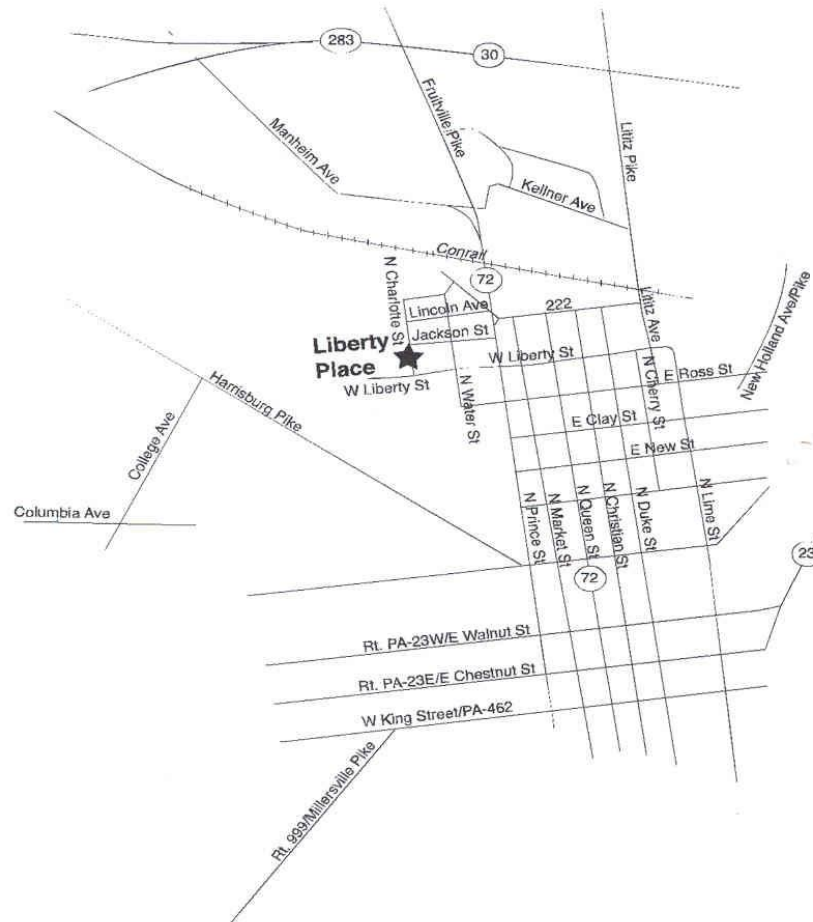 283
30
Fruitville Pike
Lititz Pike
Manheim Ave
Kellner Ave
Conrail
N Charlotte St
72
Lincoln Ave
222
Lititz Ave
New Holland Ave/Pike
Jackson St
Liberty
Place
W Liberty St
W Liberty St
N Water St
N Cherry St
E Ross St
Harrisburg Pike
College Ave
E Clay St
E New St
Columbia Ave
N Prince St
N Market St
N Queen St
N Christian St
N Duke St
N Lime St
23
72
Rt. PA-23W/E Walnut St
Rt. PA-23E/E Chestnut St
W King Street/PA-462
Rt. 999/Millersville Pike